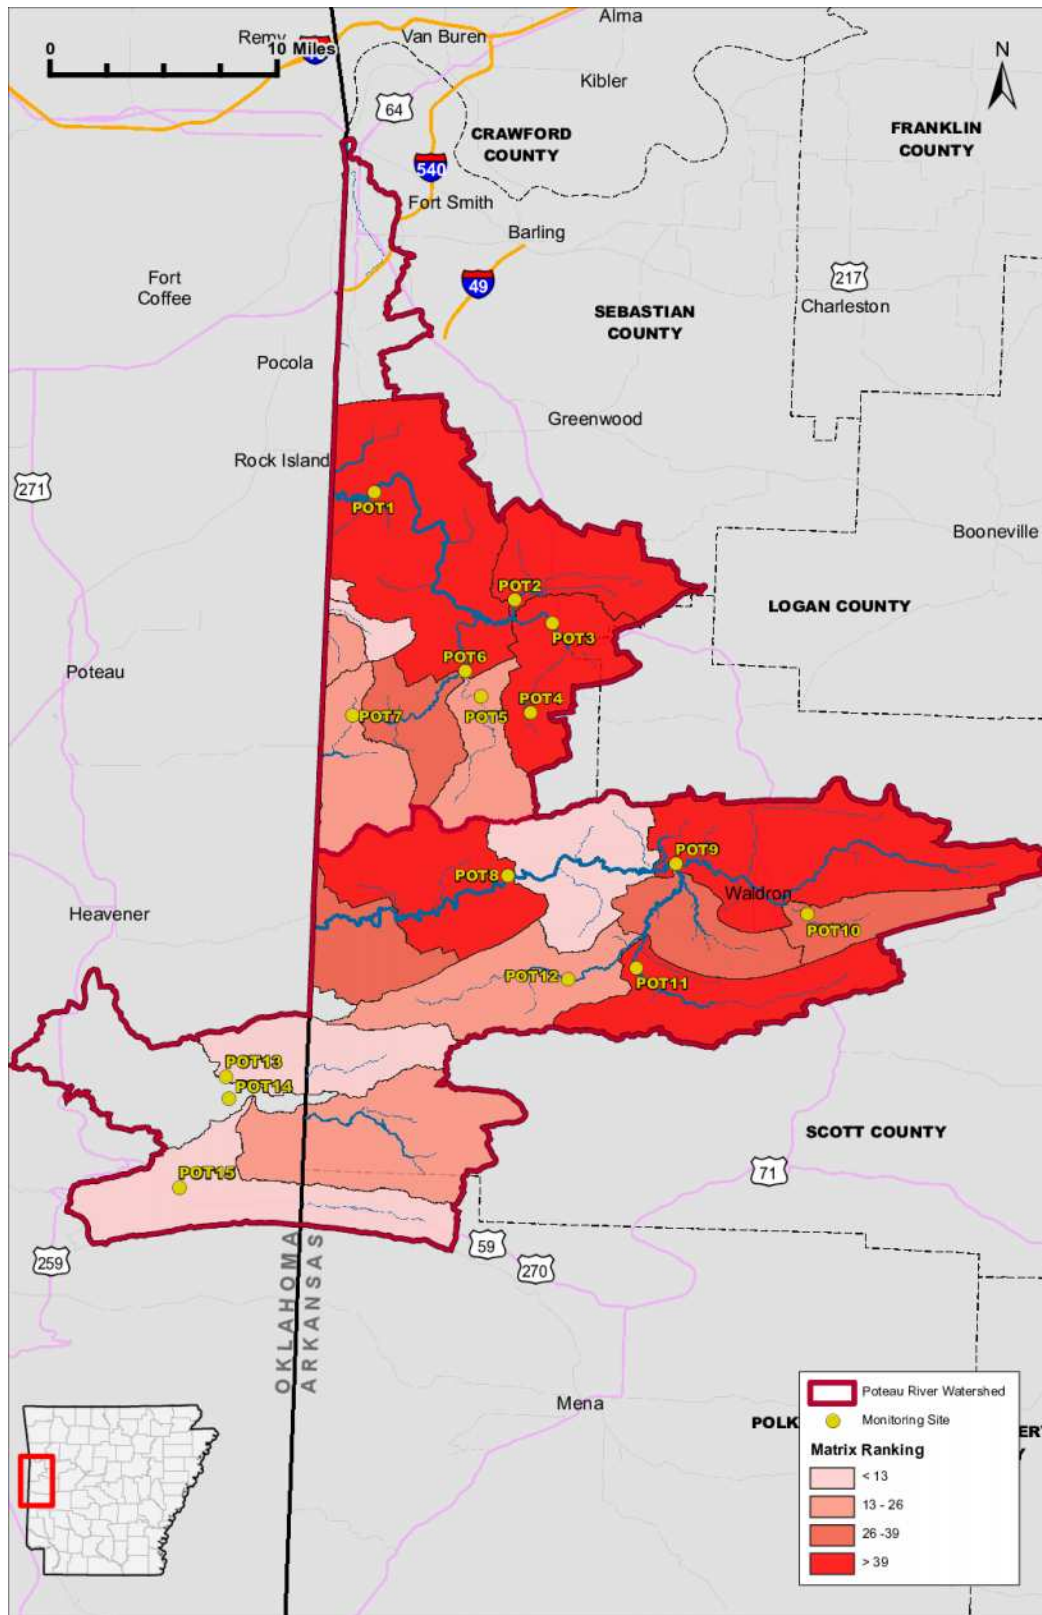 Alma
0
Remy
10 Miles
Van Buren
N
Kibler
64
CRAWFORD
COUNTY
FRANKLIN
COUNTY
540
Fort Smith
Barling
Fort
Coffee
49
217
Charleston
SEBASTIAN
COUNTY
Pocola
Greenwood
Rock Island
271
POT1
Booneville
POT2
LOGAN COUNTY
POT3
POT6
Poteau
POT7
POT5
POT4
POT9
POT8
Waldron
Heavener
POT10
POT12
POT11
POT13
POT14
SCOTT COUNTY
POT15
71
59
259
270
OKLAHOMA
ARKANSAS
Mena
POLK
ER
Y
Poteau River Watershed
Monitoring Site
Matrix Ranking
< 13
13 - 26
26 -39
> 39